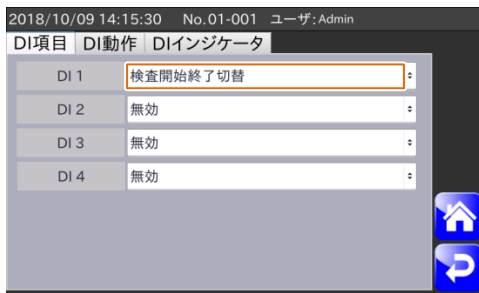 2018/10/09 14:15:30 No.01-001 ユーザ:Admin
DI項目 DI動作 DIインジケータ
DI 1 検査開始終了切替
DI 2 無効
DI 3 無効
DI 4 無効